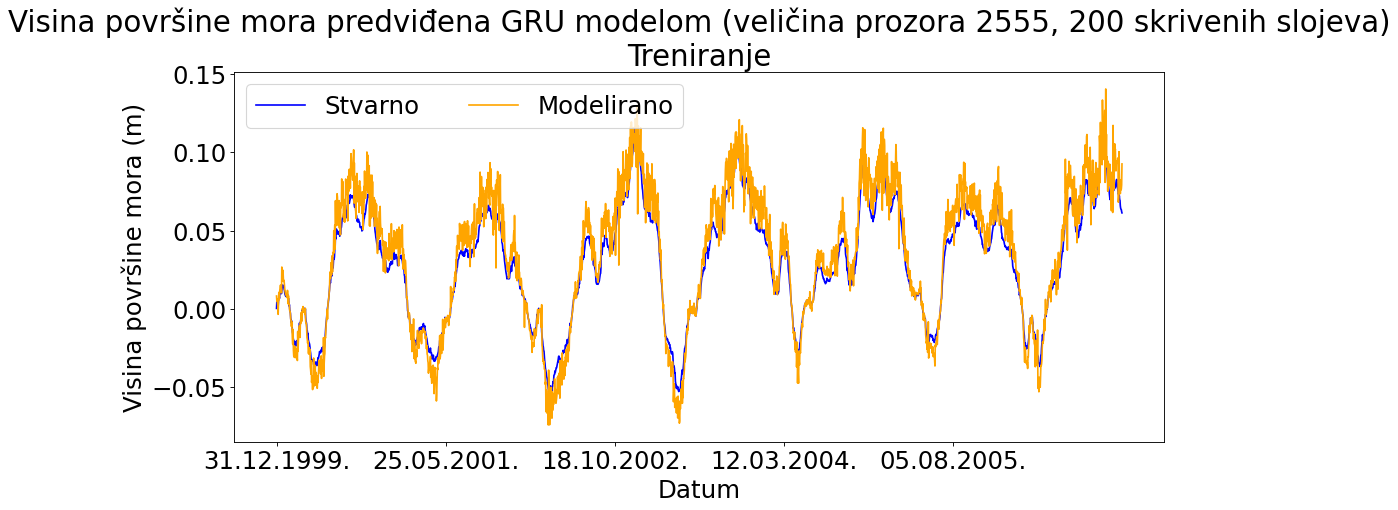 Visina površine mora predviđena GRU modelom (veličina prozora 2555, 200 skrivenih slojeva)
Treniranje
Stvarno Modelirano
Visina površine mora (m)
0.15
0.10
0.05
0.00
−0.05
31.12.1999. 25.05.2001. 18.10.2002. 12.03.2004. 05.08.2005.
Datum